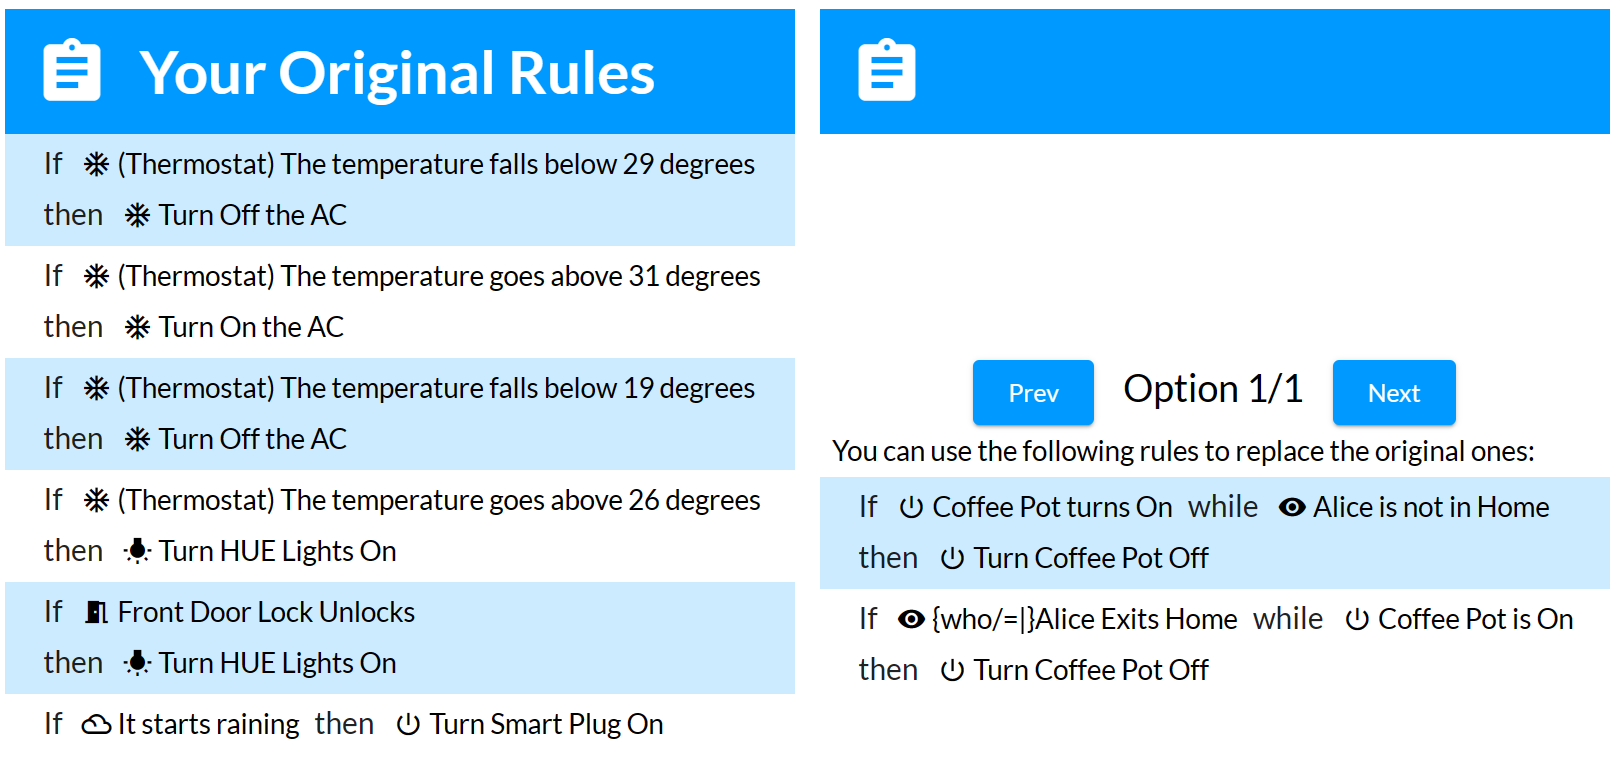 Your Original Rules
If (Thermostat) The temperature falls below 29 degrees
then Turn Off the AC
If (Thermostat) The temperature goes above 31 degrees
then Turn On the AC
If (Thermostat) The temperature falls below 19 degrees
then Turn Off the AC
If (Thermostat) The temperature goes above 26 degrees
then Turn HUE Lights On
If Front Door Lock Unlocks
then Turn HUE Lights On
If It starts raining then Turn Smart Plug On
Prev Option 1/1 Next
You can use the following rules to replace the original ones:
If Coffee Pot turns On while Alice is not in Home
then Turn Coffee Pot Off
If {who/=|}Alice Exits Home while Coffee Pot is On
then Turn Coffee Pot Off